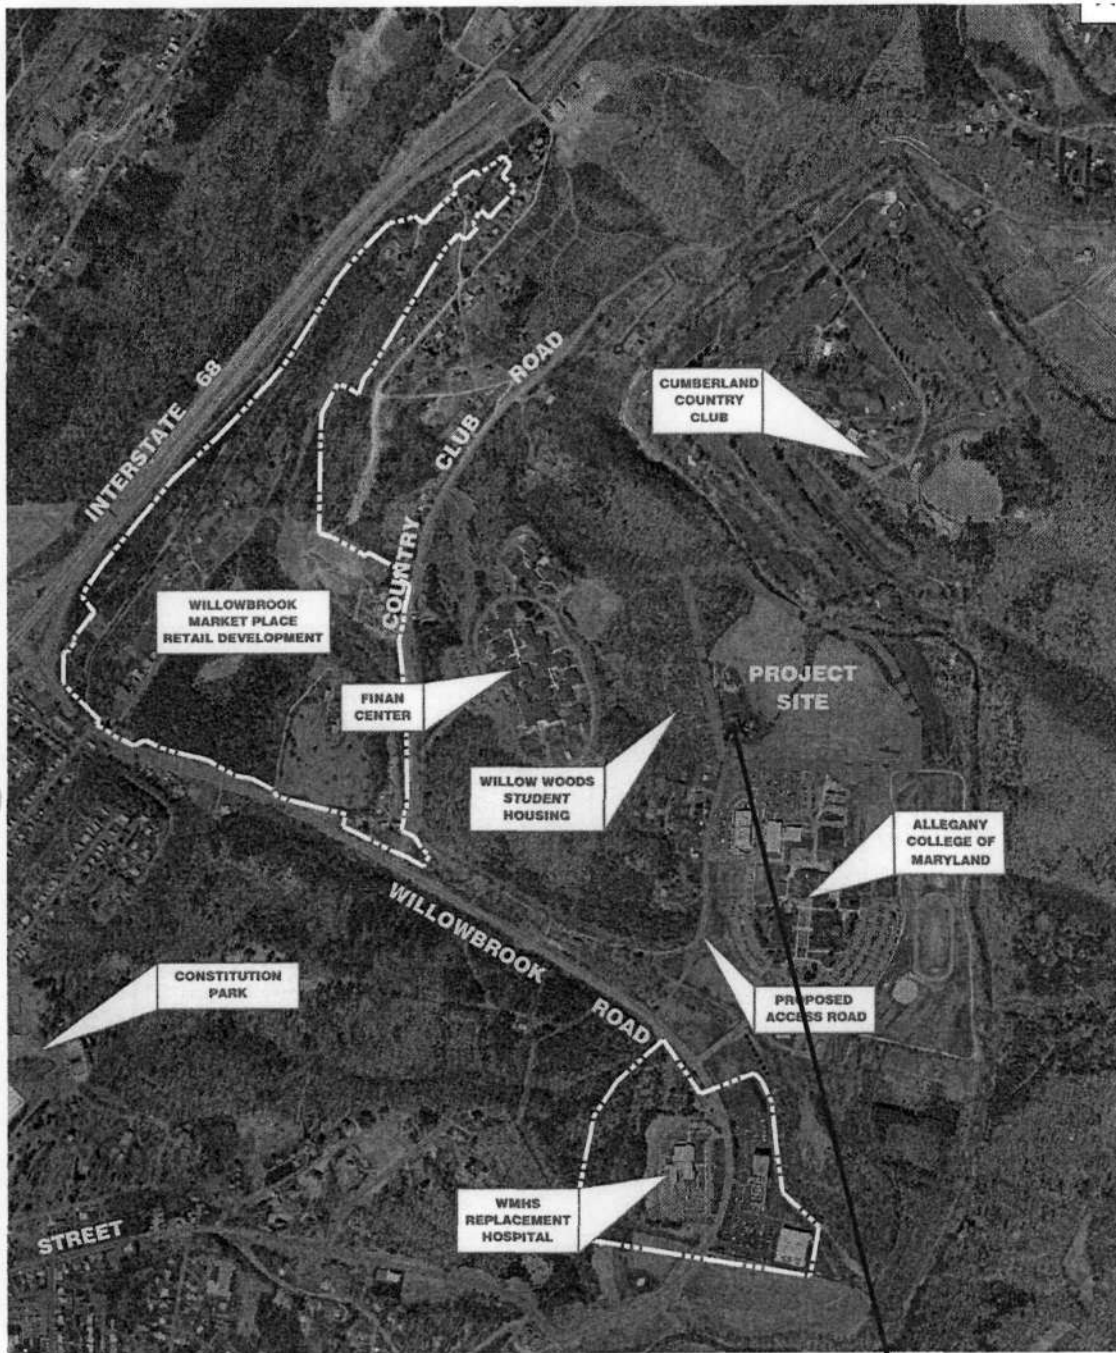 INTERSTATE 68
COUNTRY CLUB ROAD
CUMBERLAND
COUNTRY
CLUB
WILLOWBROOK
MARKET PLACE
RETAIL DEVELOPMENT
FINAN
CENTER
PROJECT
SITE
WILLOW WOODS
STUDENT
HOUSING
ALLEGANY
COLLEGE OF
MARYLAND
WILLOWBROOK ROAD
CONSTITUTION
PARK
PROPOSED
ACCESS ROAD
WMHS
REPLACEMENT
HOSPITAL
STREET